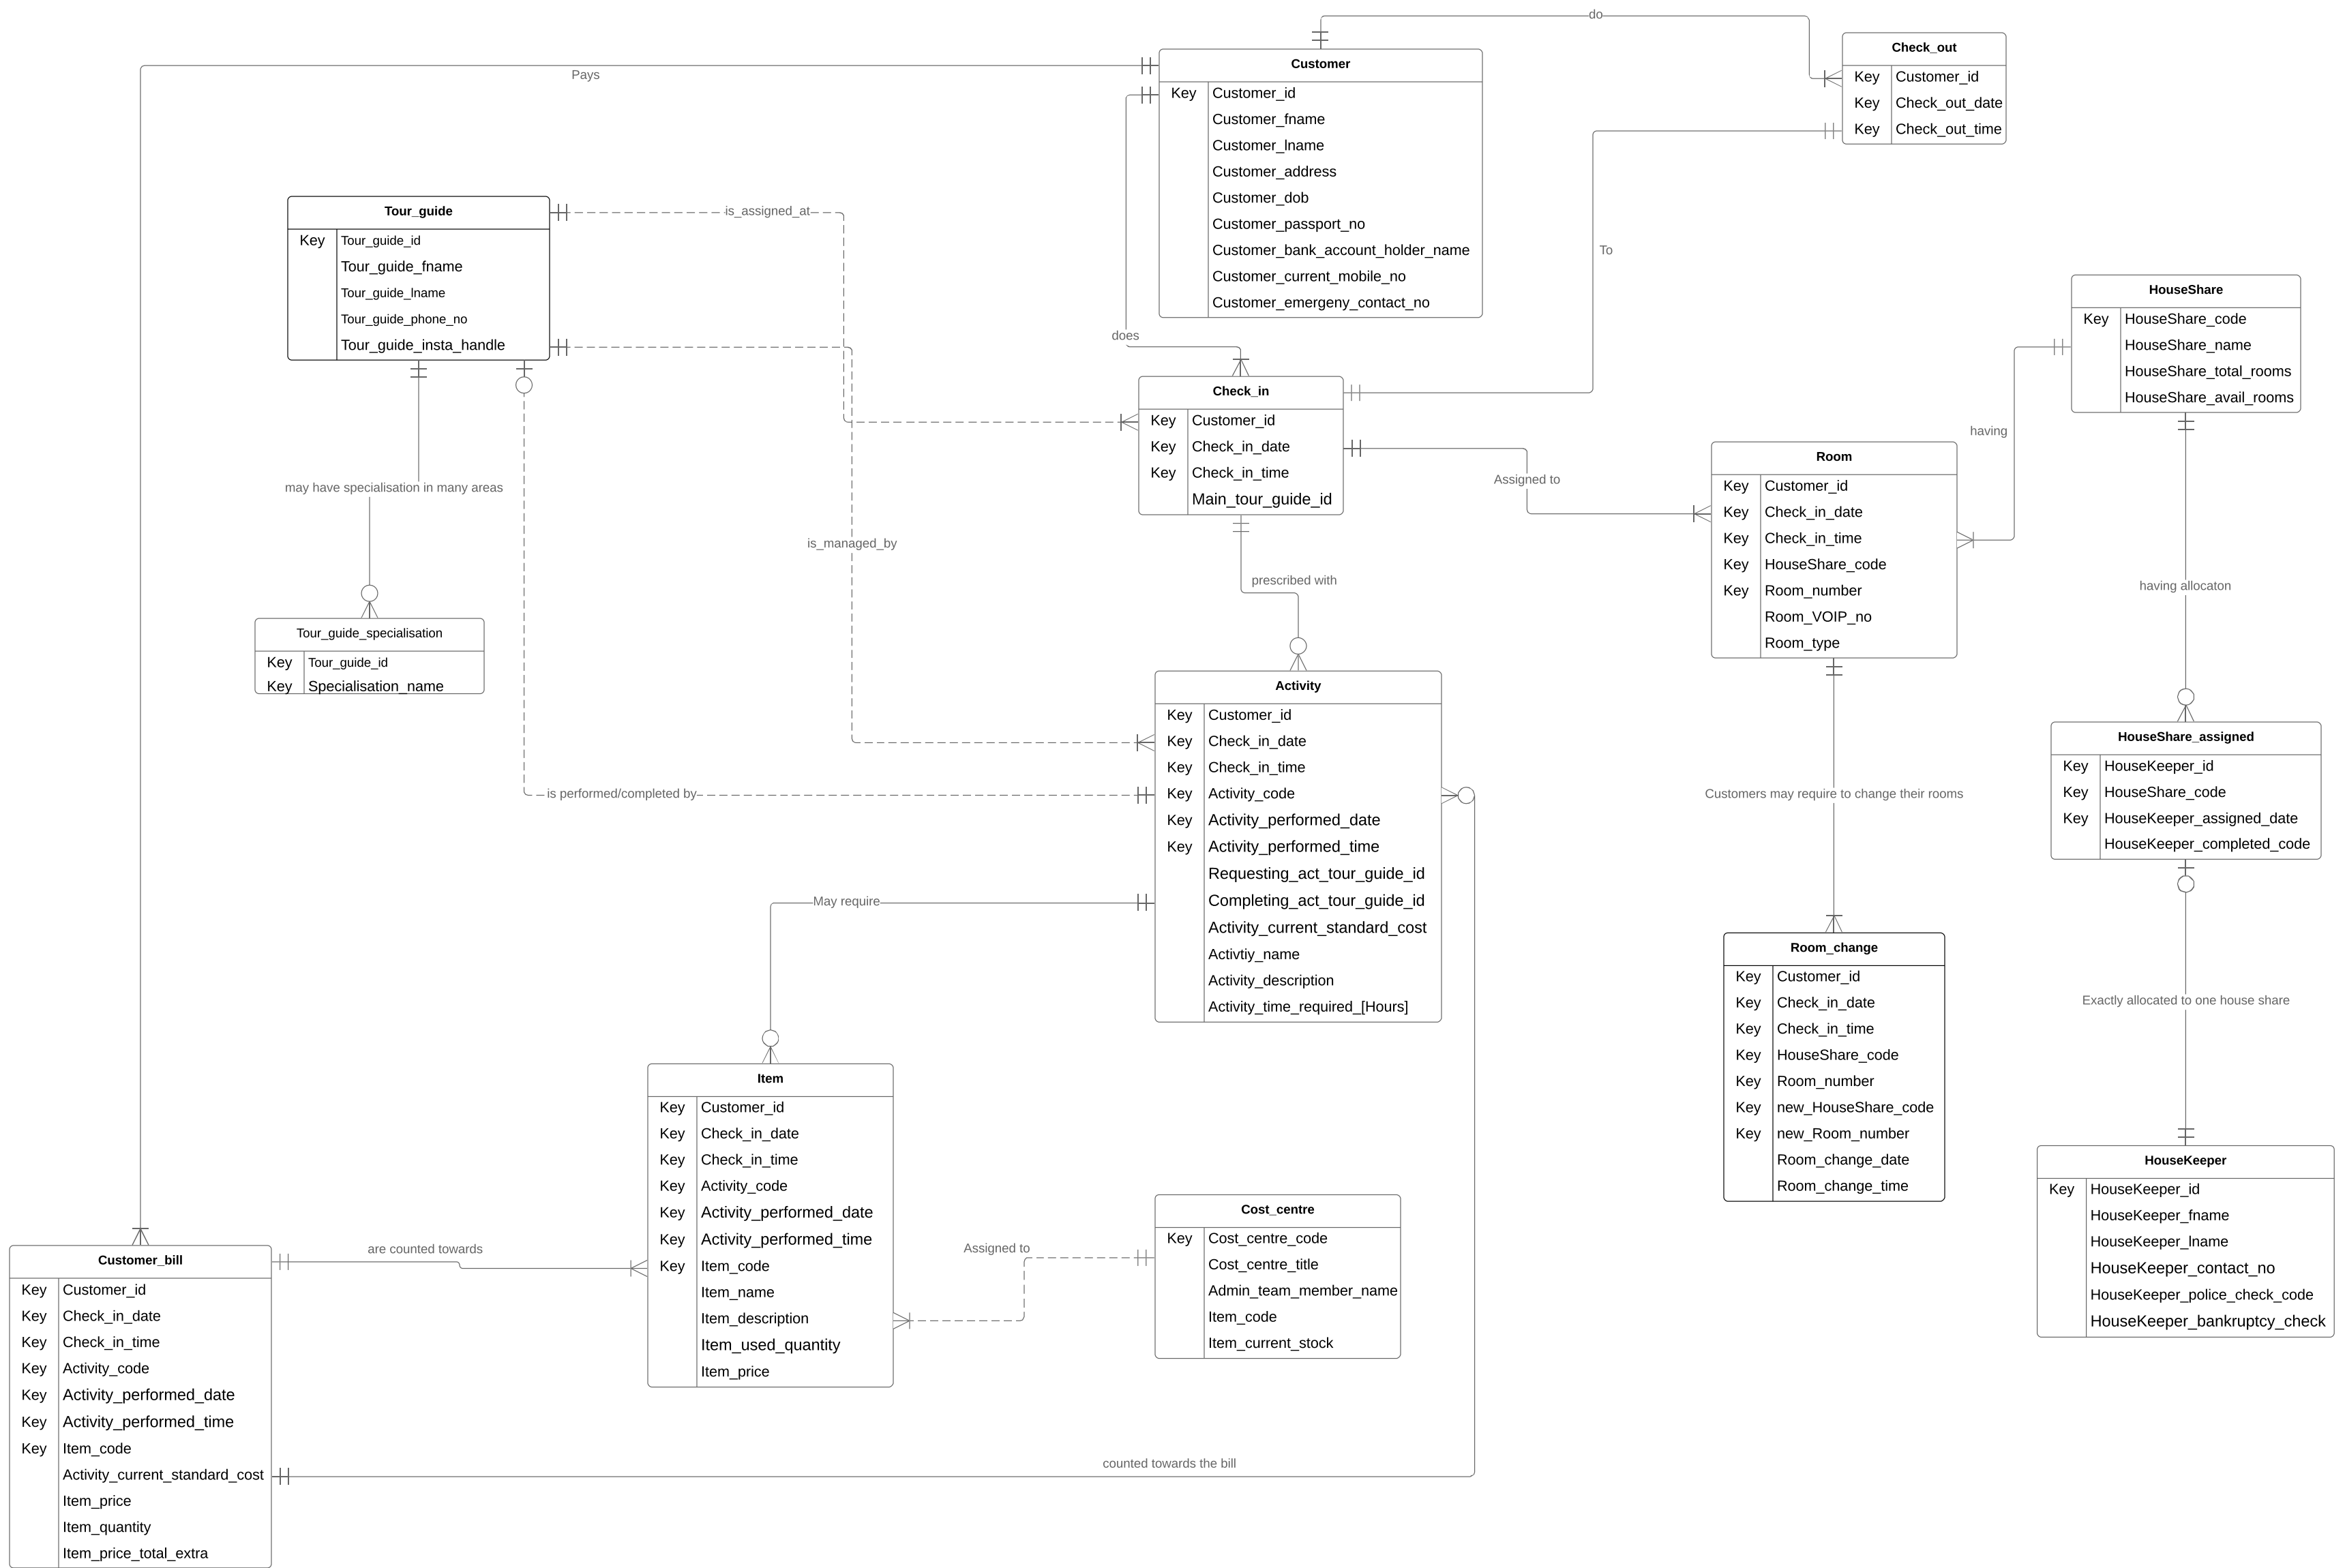 do
Pays
Customer
Key Customer_id
Customer_fname
Customer_lname
Customer_address
Customer_dob
Customer_passport_no
Customer_bank_account_holder_name
Customer_current_mobile_no
Customer_emergeny_contact_no
Check_out
Key Customer_id
Key Check_out_date
Key Check_out_time
Tour_guide
Key Tour_guide_id
Tour_guide_fname
Tour_guide_lname
Tour_guide_phone_no
Tour_guide_insta_handle
is_assigned_at
To
does
HouseShare
Key HouseShare_code
HouseShare_name
HouseShare_total_rooms
HouseShare_avail_rooms
Check_in
Key Customer_id
Key Check_in_date
Key Check_in_time
Main_tour_guide_id
having
Assigned to
Room
Key Customer_id
Key Check_in_date
Key Check_in_time
Key HouseShare_code
Key Room_number
Room_VOIP_no
Room_type
may have specialisation in many areas
is_managed_by
prescribed with
having allocaton
Tour_guide_specialisation
Key Tour_guide_id
Key Specialisation_name
Activity
Key Customer_id
Key Check_in_date
Key Check_in_time
Key Activity_code
Key Activity_performed_date
Key Activity_performed_time
Requesting_act_tour_guide_id
Completing_act_tour_guide_id
Activity_current_standard_cost
Activtiy_name
Activity_description
Activity_time_required_[Hours]
is performed/completed by
Customers may require to change their rooms
HouseShare_assigned
Key HouseKeeper_id
Key HouseShare_code
Key HouseKeeper_assigned_date
HouseKeeper_completed_code
May require
Room_change
Key Customer_id
Key Check_in_date
Key Check_in_time
Key HouseShare_code
Key Room_number
Key new_HouseShare_code
Key new_Room_number
Room_change_date
Room_change_time
Exactly allocated to one house share
Item
Key Customer_id
Key Check_in_date
Key Check_in_time
Key Activity_code
Key Activity_performed_date
Key Activity_performed_time
Key Item_code
Item_name
Item_description
Item_used_quantity
Item_price
HouseKeeper
Key HouseKeeper_id
HouseKeeper_fname
HouseKeeper_lname
HouseKeeper_contact_no
HouseKeeper_police_check_code
HouseKeeper_bankruptcy_check
Cost_centre
Key Cost_centre_code
Cost_centre_title
Admin_team_member_name
Item_code
Item_current_stock
Assigned to
are counted towards
Customer_bill
Key Customer_id
Key Check_in_date
Key Check_in_time
Key Activity_code
Key Activity_performed_date
Key Activity_performed_time
Key Item_code
Activity_current_standard_cost
Item_price
Item_quantity
Item_price_total_extra
counted towards the bill